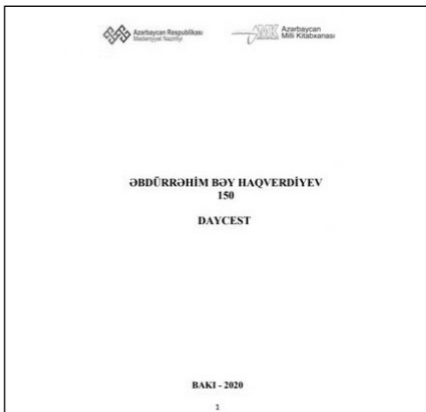 Azərbaycan Respublikası
Mədəniyyət Nazirliyi
Azərbaycan
Milli Kitabxanası
ƏBDÜRRƏHİM BƏY HAQVERDİYEV
150
DAYCEST
BAKI - 2020
1